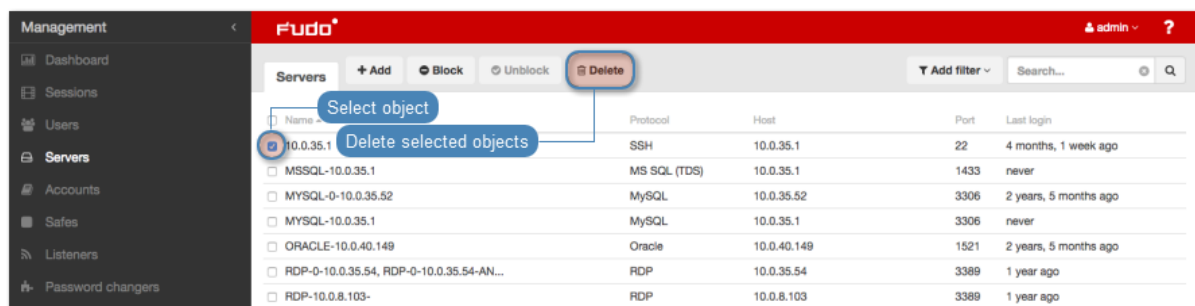 Management <
Fudo
admin
?
Dashboard
Sessions
Users
Servers
Accounts
Safes
Listeners
Password changers
Servers
+ Add
Block
Unblock
Delete
Add filter
Search...
Select object
Delete selected objects
Name Protocol Host Port Last login
10.0.35.1 SSH 10.0.35.1 22 4 months, 1 week ago
MSSQL-10.0.35.1 MS SQL (TDS) 10.0.35.1 1433 never
MYSQL-0-10.0.35.52 MySQL 10.0.35.52 3306 2 years, 5 months ago
MYSQL-10.0.35.1 MySQL 10.0.35.1 3306 never
ORACLE-10.0.40.149 Oracle 10.0.40.149 1521 2 years, 5 months ago
RDP-0-10.0.35.54, RDP-0-10.0.35.54-AN... RDP 10.0.35.54 3389 1 year ago
RDP-10.0.8.103- RDP 10.0.8.103 3389 1 year ago